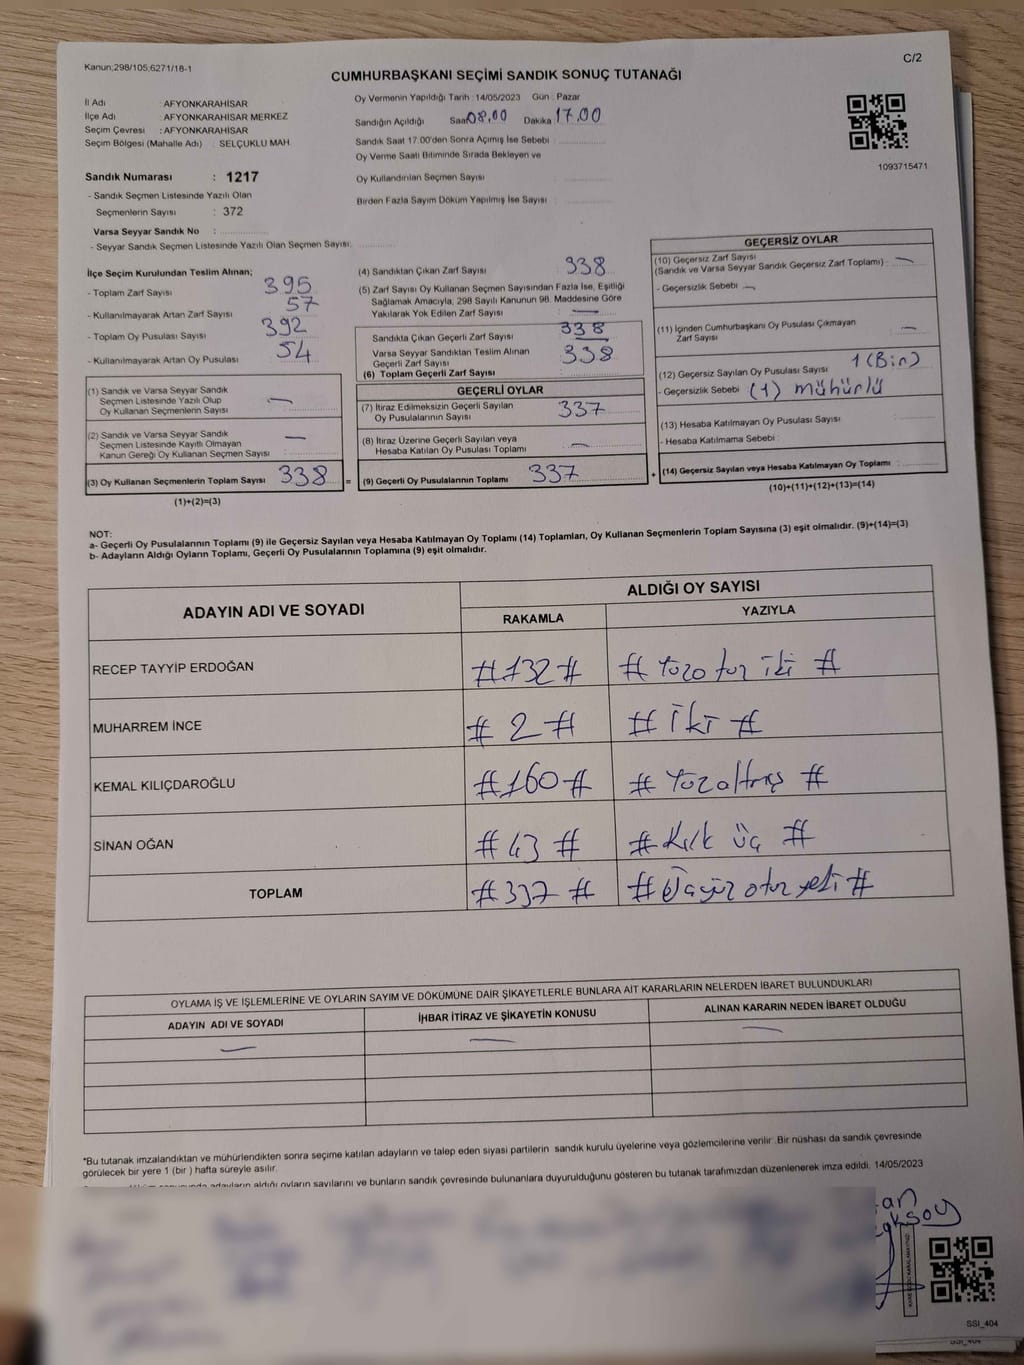 Kanun;298/105,6271/18-1
C/2
CUMHURBAŞKANI SEÇİMİ SANDIK SONUÇ TUTANAĞI
İl Adı : AFYONKARAHİSAR
İlçe Adı : AFYONKARAHİSAR MERKEZ
Seçim Çevresi : AFYONKARAHİSAR
Seçim Bölgesi (Mahalle Adı) : SELÇUKLU MAH.
Sandık Numarası : 1217
- Sandık Seçmen Listesinde Yazılı Olan
Seçmenlerin Sayısı : 372
Varsa Seyyar Sandık No :
- Seyyar Sandık Seçmen Listesinde Yazılı Olan Seçmen Sayısı:
Oy Vermenin Yapıldığı Tarih : 14/05/2023 Gün : Pazar
Sandığın Açıldığı Saat 08.00 Dakika 17.00
Sandık Saat 17:00'den Sonra Açımış İse Sebebi :
Oy Verme Saati Bitiminde Sırada Bekleyen ve
Oy Kullandırılan Seçmen Sayısı
Birden Fazla Sayım Döküm Yapılmış İse Sayısı :
1093715471
İlçe Seçim Kurulundan Teslim Alınan;
- Toplam Zarf Sayısı 395
- Kullanılmayarak Artan Zarf Sayısı 57
- Toplam Oy Pusulası Sayısı 392
- Kullanılmayarak Artan Oy Pusulası 54
(1) Sandık ve Varsa Seyyar Sandık
Seçmen Listesinde Yazılı Olup
Oy Kullanan Seçmenlerin Sayısı —
(2) Sandık ve Varsa Seyyar Sandık
Seçmen Listesinde Kayıtlı Olmayan
Kanun Gereği Oy Kullanan Seçmen Sayısı : —
(3) Oy Kullanan Seçmenlerin Toplam Sayısı 338 =
(1)+(2)=(3)
(4) Sandıktan Çıkan Zarf Sayısı 338
(5) Zarf Sayısı Oy Kullanan Seçmen Sayısından Fazla İse, Eşitliği
Sağlamak Amacıyla, 298 Sayılı Kanunun 98. Maddesine Göre
Yakılarak Yok Edilen Zarf Sayısı —
Sandıkta Çıkan Geçerli Zarf Sayısı 338
Varsa Seyyar Sandıktan Teslim Alınan
Geçerli Zarf Sayısı 338
(6) Toplam Geçerli Zarf Sayısı
GEÇERLİ OYLAR
(7) İtiraz Edilmeksizin Geçerli Sayılan
Oy Pusulalarının Sayısı 337
(8) İtiraz Üzerine Geçerli Sayılan veya
Hesaba Katılan Oy Pusulası Toplamı —
(9) Geçerli Oy Pusulalarının Toplamı 337 +
GEÇERSİZ OYLAR
(10) Geçersiz Zarf Sayısı
(Sandık ve Varsa Seyyar Sandık Geçersiz Zarf Toplamı) : —
- Geçersizlik Sebebi : —
(11) İçinden Cumhurbaşkanı Oy Pusulası Çıkmayan
Zarf Sayısı —
(12) Geçersiz Sayılan Oy Pusulası Sayısı 1 (Bir)
- Geçersizlik Sebebi : (1) mühürlü
(13) Hesaba Katılmayan Oy Pusulası Sayısı
- Hesaba Katılmama Sebebi :
(14) Geçersiz Sayılan veya Hesaba Katılmayan Oy Toplamı
(10)+(11)+(12)+(13)=(14)
NOT:
a- Geçerli Oy Pusulalarının Toplamı (9) ile Geçersiz Sayılan veya Hesaba Katılmayan Oy Toplamı (14) Toplamları, Oy Kullanan Seçmenlerin Toplam Sayısına (3) eşit olmalıdır. (9)+(14)=(3)
b- Adayların Aldığı Oyların Toplamı, Geçerli Oy Pusulalarının Toplamına (9) eşit olmalıdır.
ADAYIN ADI VE SOYADI ALDIĞI OY SAYISI
RAKAMLA YAZIYLA
RECEP TAYYİP ERDOĞAN #132# # Yüzotuz iki #
MUHARREM İNCE # 2 # # İki #
KEMAL KILIÇDAROĞLU #160# # Yüzaltmış #
SİNAN OĞAN # 43 # # Kırk üç #
TOPLAM #337 # # Üçyüz otuz yedi #
OYLAMA İŞ VE İŞLEMLERİNE VE OYLARIN SAYIM VE DÖKÜMÜNE DAİR ŞİKAYETLERLE BUNLARA AİT KARARLARIN NELERDEN İBARET BULUNDUKLARI
ADAYIN ADI VE SOYADI İHBAR İTİRAZ VE ŞİKAYETİN KONUSU ALINAN KARARIN NEDEN İBARET OLDUĞU
— — —
*Bu tutanak imzalandıktan ve mühürlendikten sonra seçime katılan adayların ve talep eden siyasi partilerin sandık kurulu üyelerine veya gözlemcilerine verilir .Bir nüshası da sandık çevresinde
görülecek bir yere 1 (bir ) hafta süreyle asılır.
adayların aldığı oyların sayılarını ve bunların sandık çevresinde bulunanlara duyurulduğunu gösteren bu tutanak tarafımızdan düzenlenerek imza edildi. 14/05/2023
SSI_404